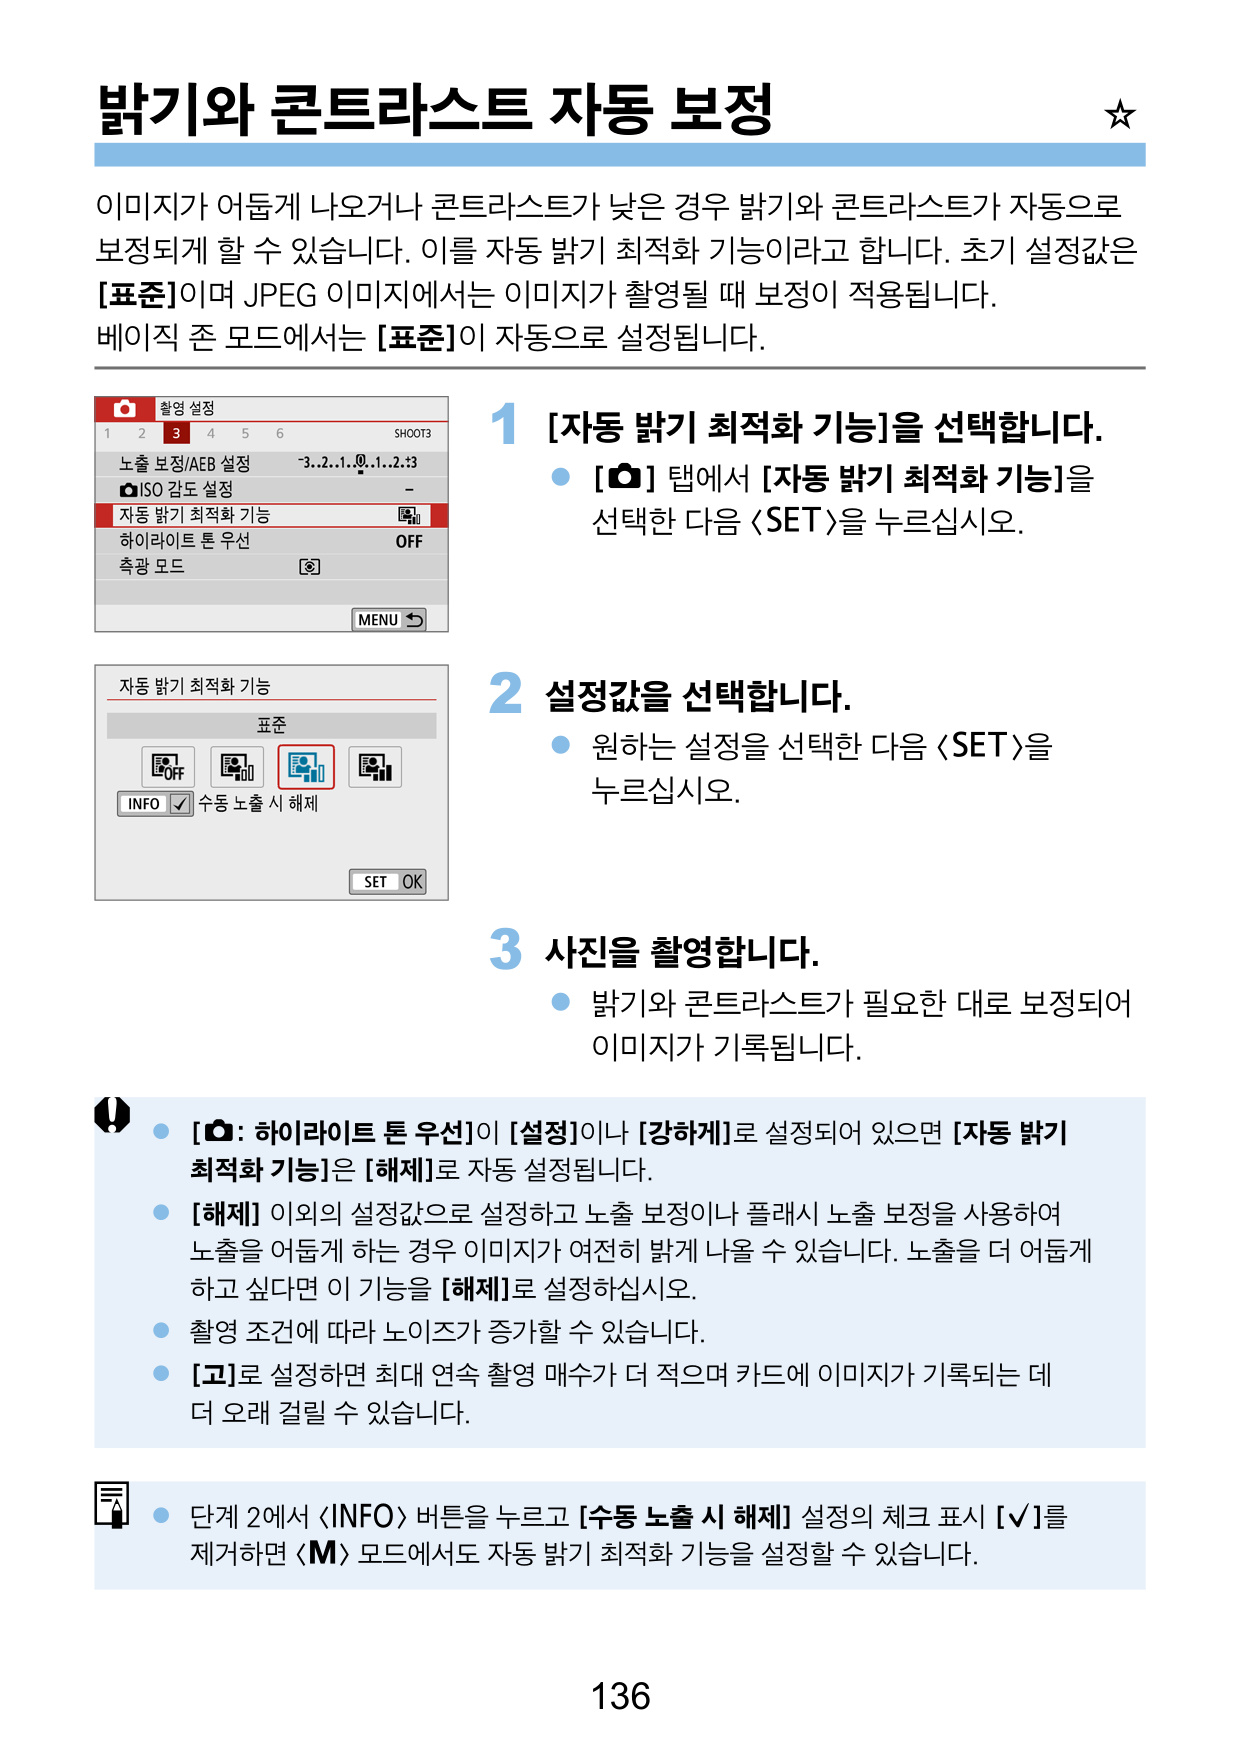 밝기와 콘트라스트 자동 보정 ☆
이미지가 어둡게 나오거나 콘트라스트가 낮은 경우 밝기와 콘트라스트가 자동으로
보정되게 할 수 있습니다. 이를 자동 밝기 최적화 기능이라고 합니다. 초기 설정값은
[표준]이며 JPEG 이미지에서는 이미지가 촬영될 때 보정이 적용됩니다.
베이직 존 모드에서는 [표준]이 자동으로 설정됩니다.
촬영 설정
1 2 3 4 5 6 SHOOT3
노출 보정/AEB 설정 -3..2..1..0..1..2.+3
ISO 감도 설정 –
자동 밝기 최적화 기능
하이라이트 톤 우선 OFF
측광 모드
MENU
1 [자동 밝기 최적화 기능]을 선택합니다.
● [ ] 탭에서 [자동 밝기 최적화 기능]을
선택한 다음 〈SET〉을 누르십시오.
자동 밝기 최적화 기능
표준
OFF
INFO ✓ 수동 노출 시 해제
SET OK
2 설정값을 선택합니다.
● 원하는 설정을 선택한 다음 〈SET〉을
누르십시오.
3 사진을 촬영합니다.
● 밝기와 콘트라스트가 필요한 대로 보정되어
이미지가 기록됩니다.
● [ : 하이라이트 톤 우선]이 [설정]이나 [강하게]로 설정되어 있으면 [자동 밝기
최적화 기능]은 [해제]로 자동 설정됩니다.
● [해제] 이외의 설정값으로 설정하고 노출 보정이나 플래시 노출 보정을 사용하여
노출을 어둡게 하는 경우 이미지가 여전히 밝게 나올 수 있습니다. 노출을 더 어둡게
하고 싶다면 이 기능을 [해제]로 설정하십시오.
● 촬영 조건에 따라 노이즈가 증가할 수 있습니다.
● [고]로 설정하면 최대 연속 촬영 매수가 더 적으며 카드에 이미지가 기록되는 데
더 오래 걸릴 수 있습니다.
● 단계 2에서 〈INFO〉 버튼을 누르고 [수동 노출 시 해제] 설정의 체크 표시 [✓]를
제거하면 〈M〉 모드에서도 자동 밝기 최적화 기능을 설정할 수 있습니다.
136